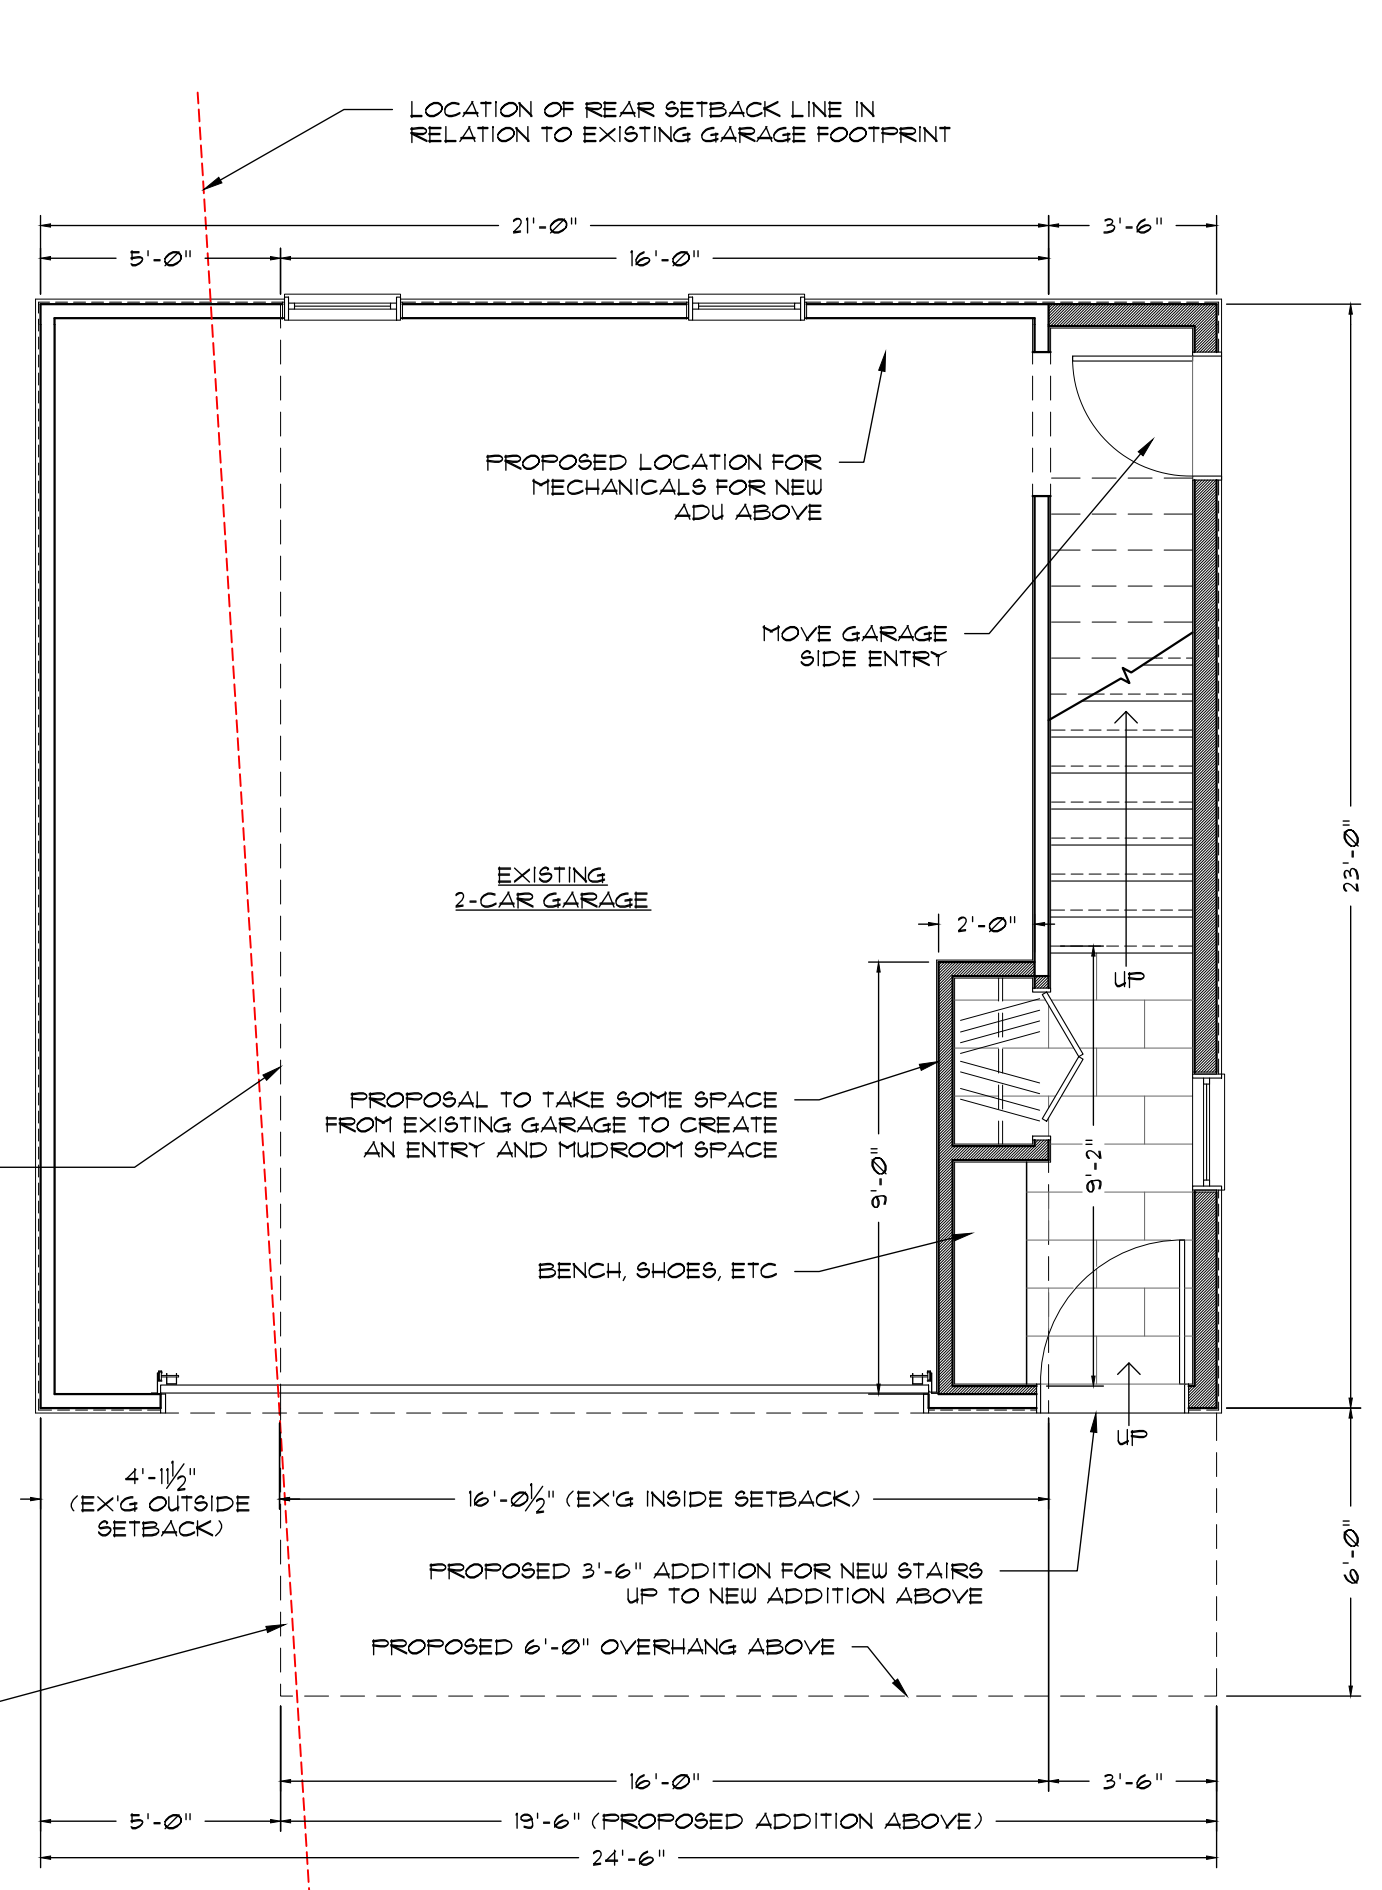 LOCATION OF REAR SETBACK LINE IN
RELATION TO EXISTING GARAGE FOOTPRINT
21'-0"
3'-6"
5'-0"
16'-0"
PROPOSED LOCATION FOR
MECHANICALS FOR NEW
ADU ABOVE
MOVE GARAGE
SIDE ENTRY
23'-0"
EXISTING
2-CAR GARAGE
2'-0"
UP
PROPOSAL TO TAKE SOME SPACE
FROM EXISTING GARAGE TO CREATE
AN ENTRY AND MUDROOM SPACE
9'-0"
9'-2"
BENCH, SHOES, ETC
UP
4'-11½"
(EX'G OUTSIDE
SETBACK)
16'-0½" (EX'G INSIDE SETBACK)
6'-0"
PROPOSED 3'-6" ADDITION FOR NEW STAIRS
UP TO NEW ADDITION ABOVE
PROPOSED 6'-0" OVERHANG ABOVE
16'-0"
3'-6"
5'-0"
19'-6" (PROPOSED ADDITION ABOVE)
24'-6"